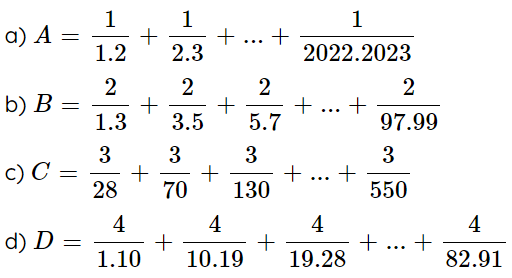 a) A = 1/1.2 + 1/2.3 + ... + 1/2022.2023
b) B = 2/1.3 + 2/3.5 + 2/5.7 + ... + 2/97.99
c) C = 3/28 + 3/70 + 3/130 + ... + 3/550
d) D = 4/1.10 + 4/10.19 + 4/19.28 + ... + 4/82.91